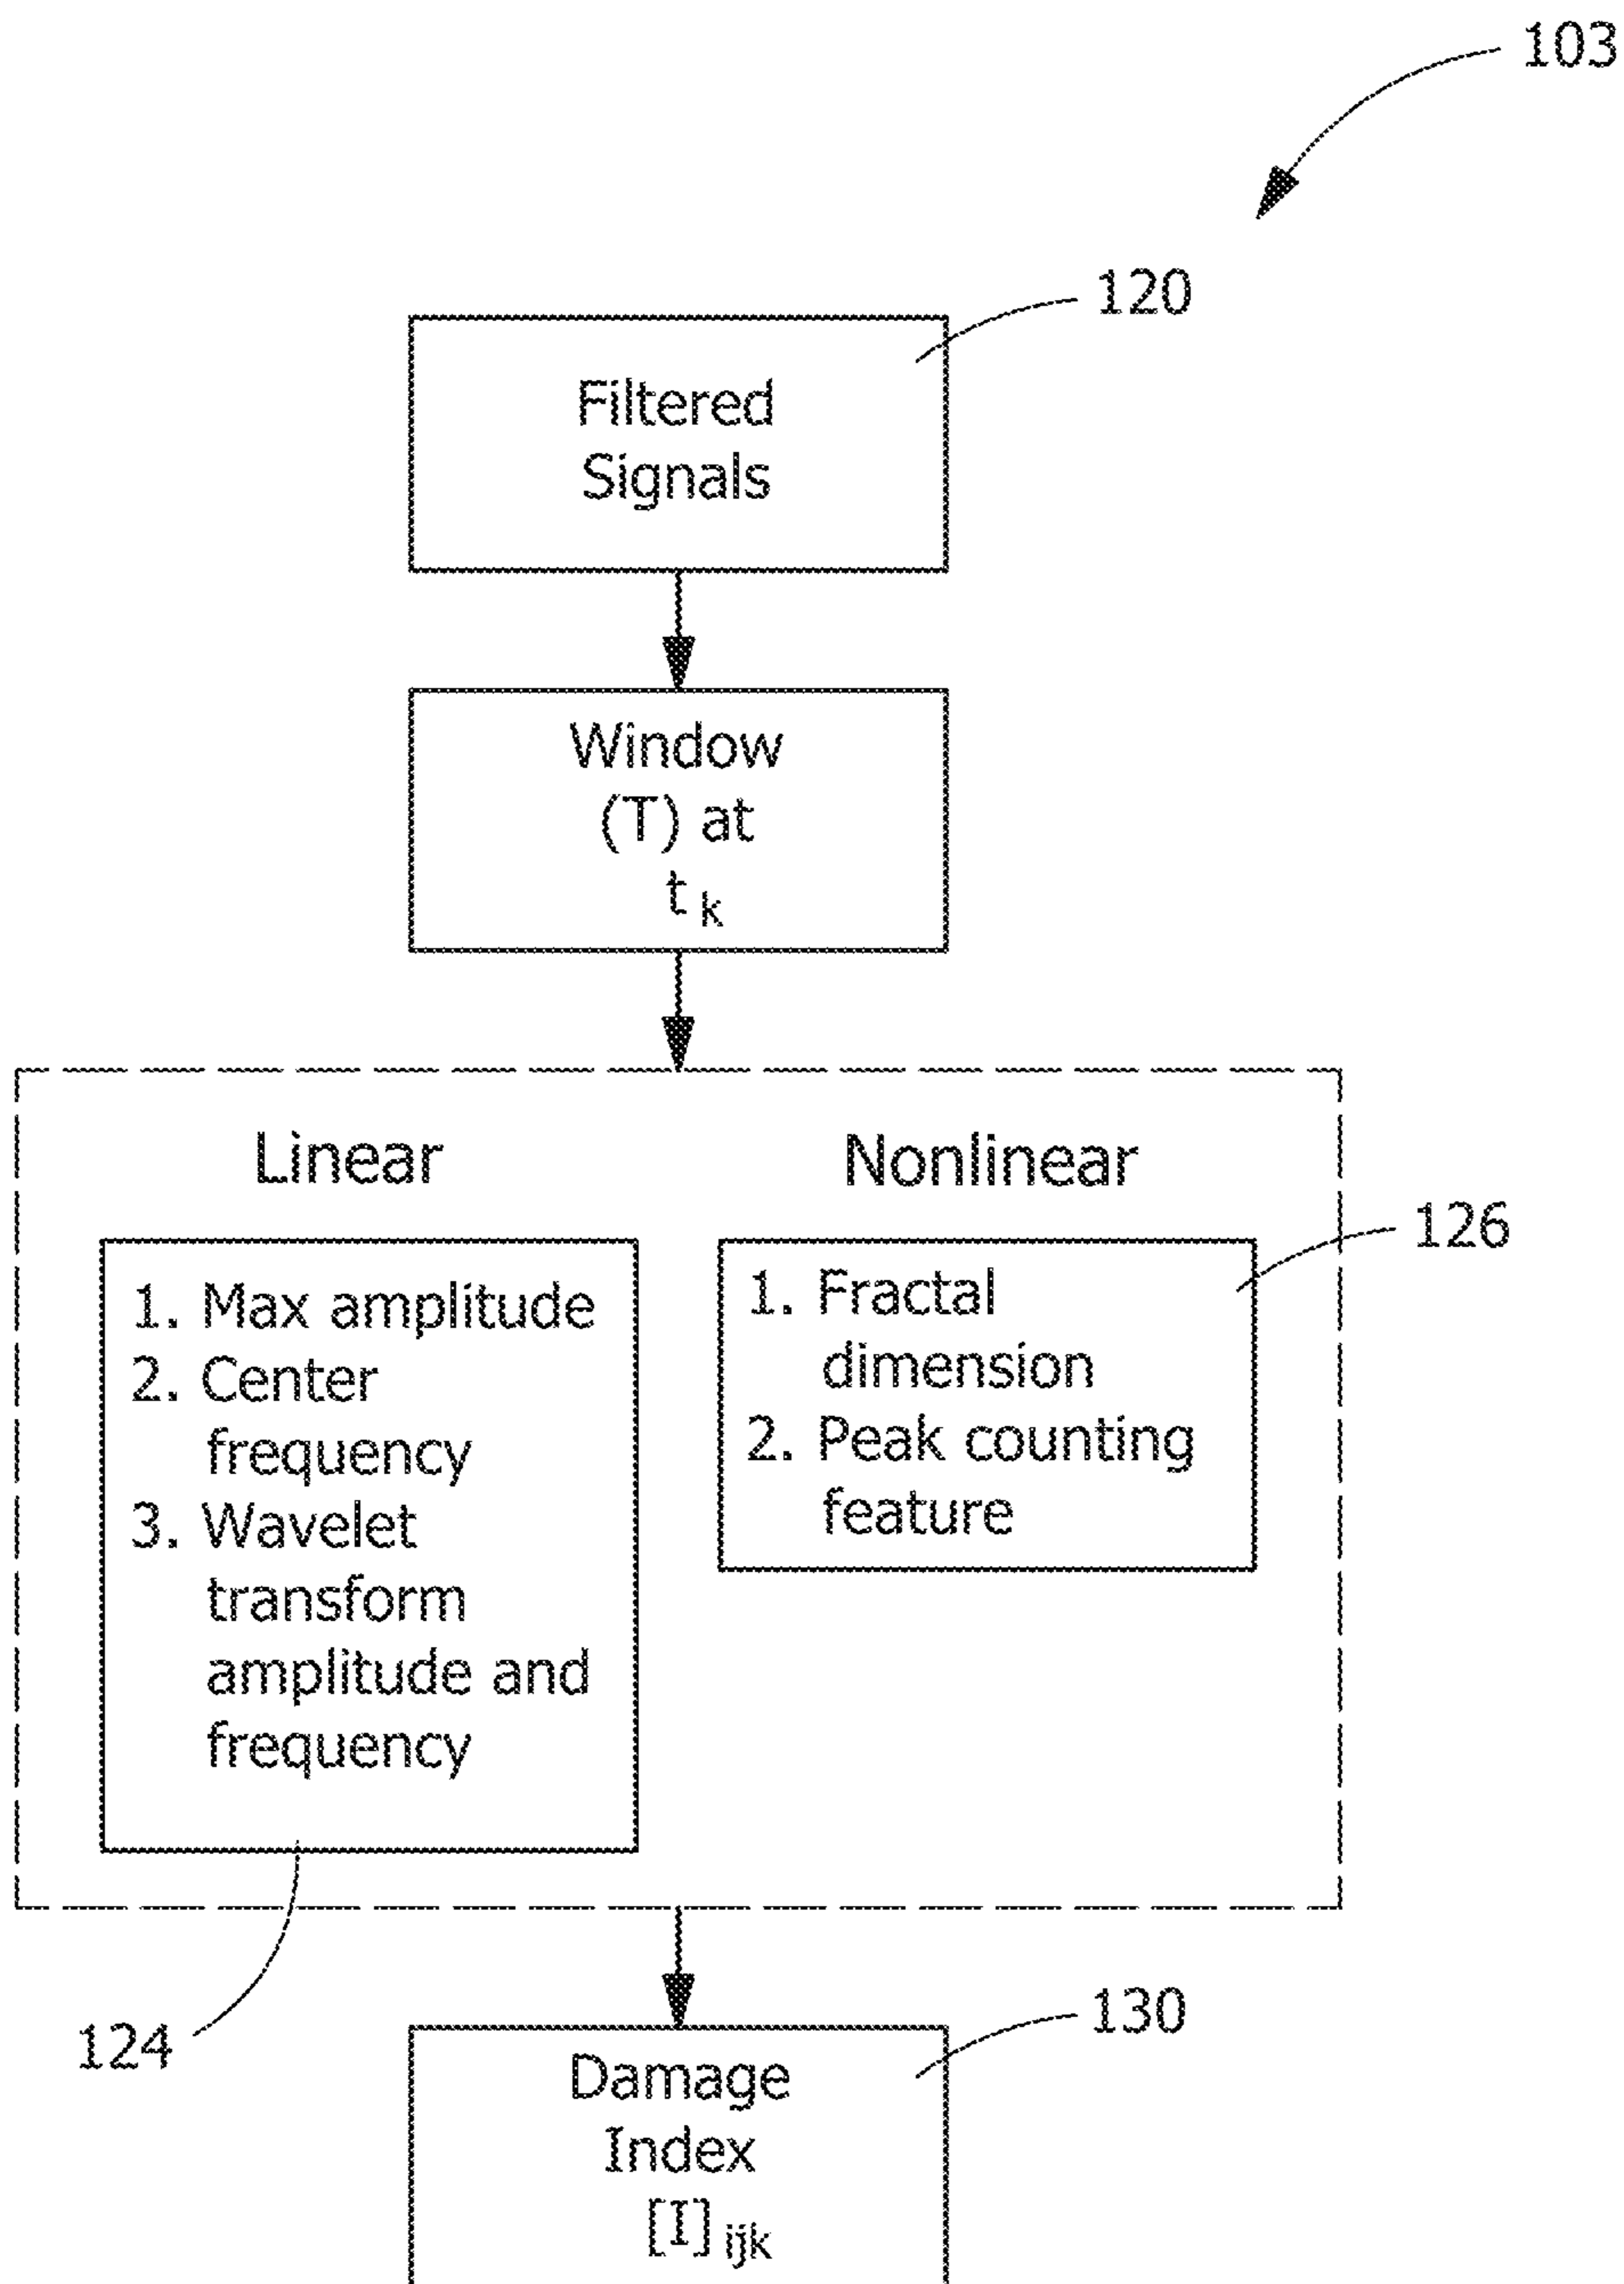 103
120
Filtered
Signals
Window
(T) at
t k
Linear
Nonlinear
126
1. Max amplitude
2. Center
frequency
3. Wavelet
transform
amplitude and
frequency
1. Fractal
dimension
2. Peak counting
feature
124
130
Damage
Index
[I] ijk